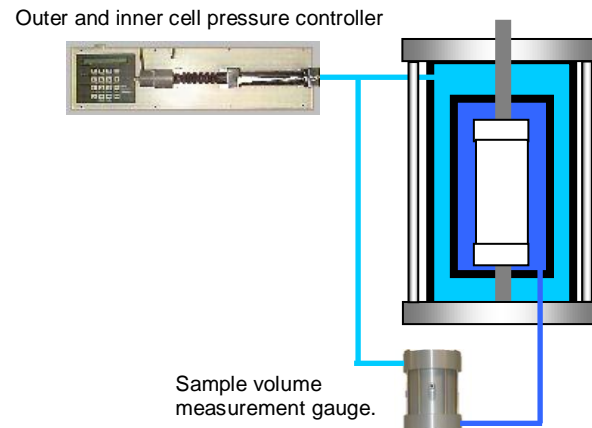 Outer and inner cell pressure controller
Sample volume
measurement gauge.